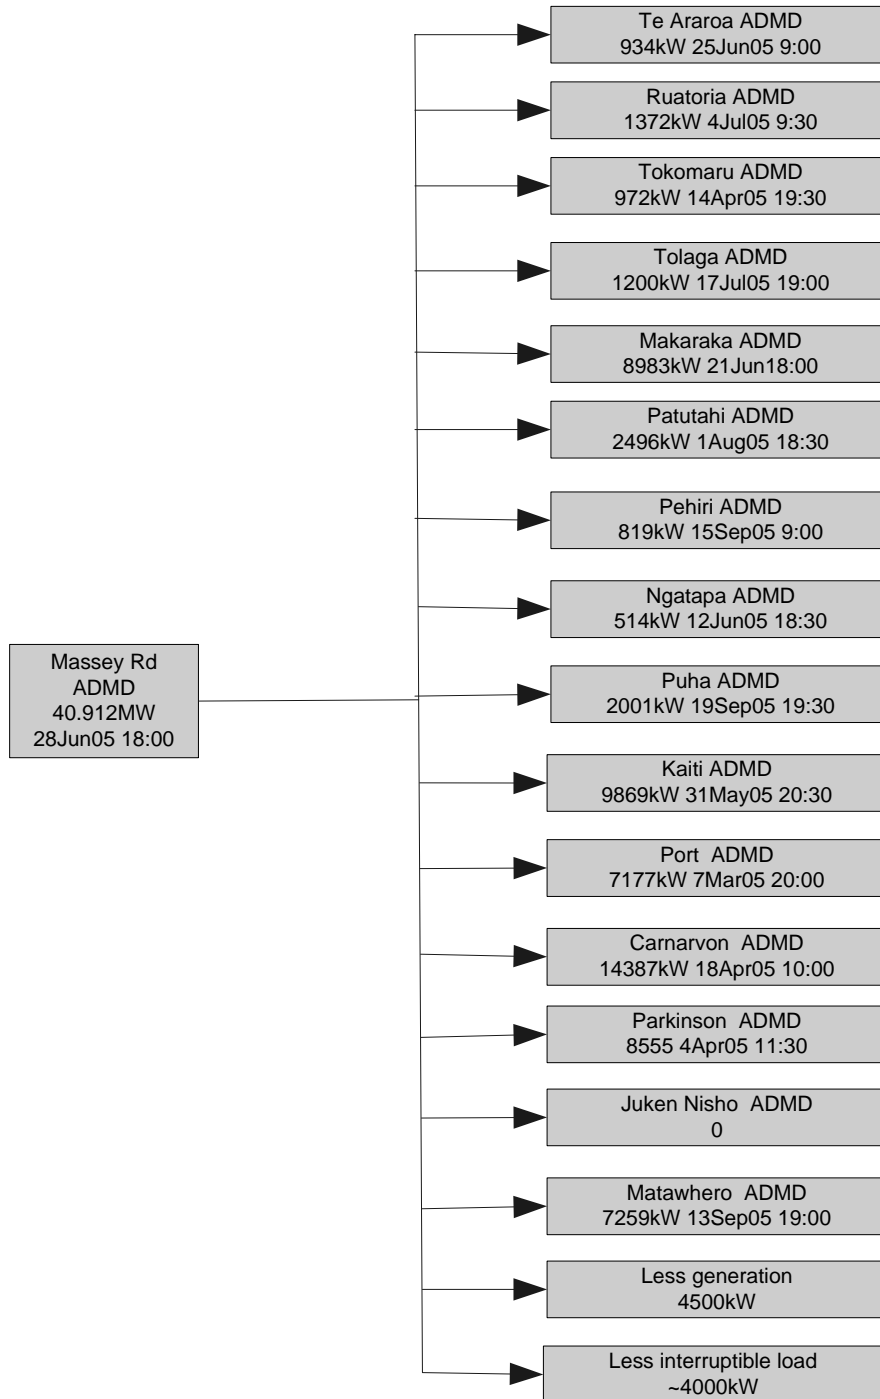 Massey Rd
ADMD
40.912MW
28Jun05 18:00
Te Araroa ADMD
934kW 25Jun05 9:00
Ruatoria ADMD
1372kW 4Jul05 9:30
Tokomaru ADMD
972kW 14Apr05 19:30
Tolaga ADMD
1200kW 17Jul05 19:00
Makaraka ADMD
8983kW 21Jun18:00
Patutahi ADMD
2496kW 1Aug05 18:30
Pehiri ADMD
819kW 15Sep05 9:00
Ngatapa ADMD
514kW 12Jun05 18:30
Puha ADMD
2001kW 19Sep05 19:30
Kaiti ADMD
9869kW 31May05 20:30
Port ADMD
7177kW 7Mar05 20:00
Carnarvon ADMD
14387kW 18Apr05 10:00
Parkinson ADMD
8555 4Apr05 11:30
Juken Nisho ADMD
0
Matawhero ADMD
7259kW 13Sep05 19:00
Less generation
4500kW
Less interruptible load
~4000kW